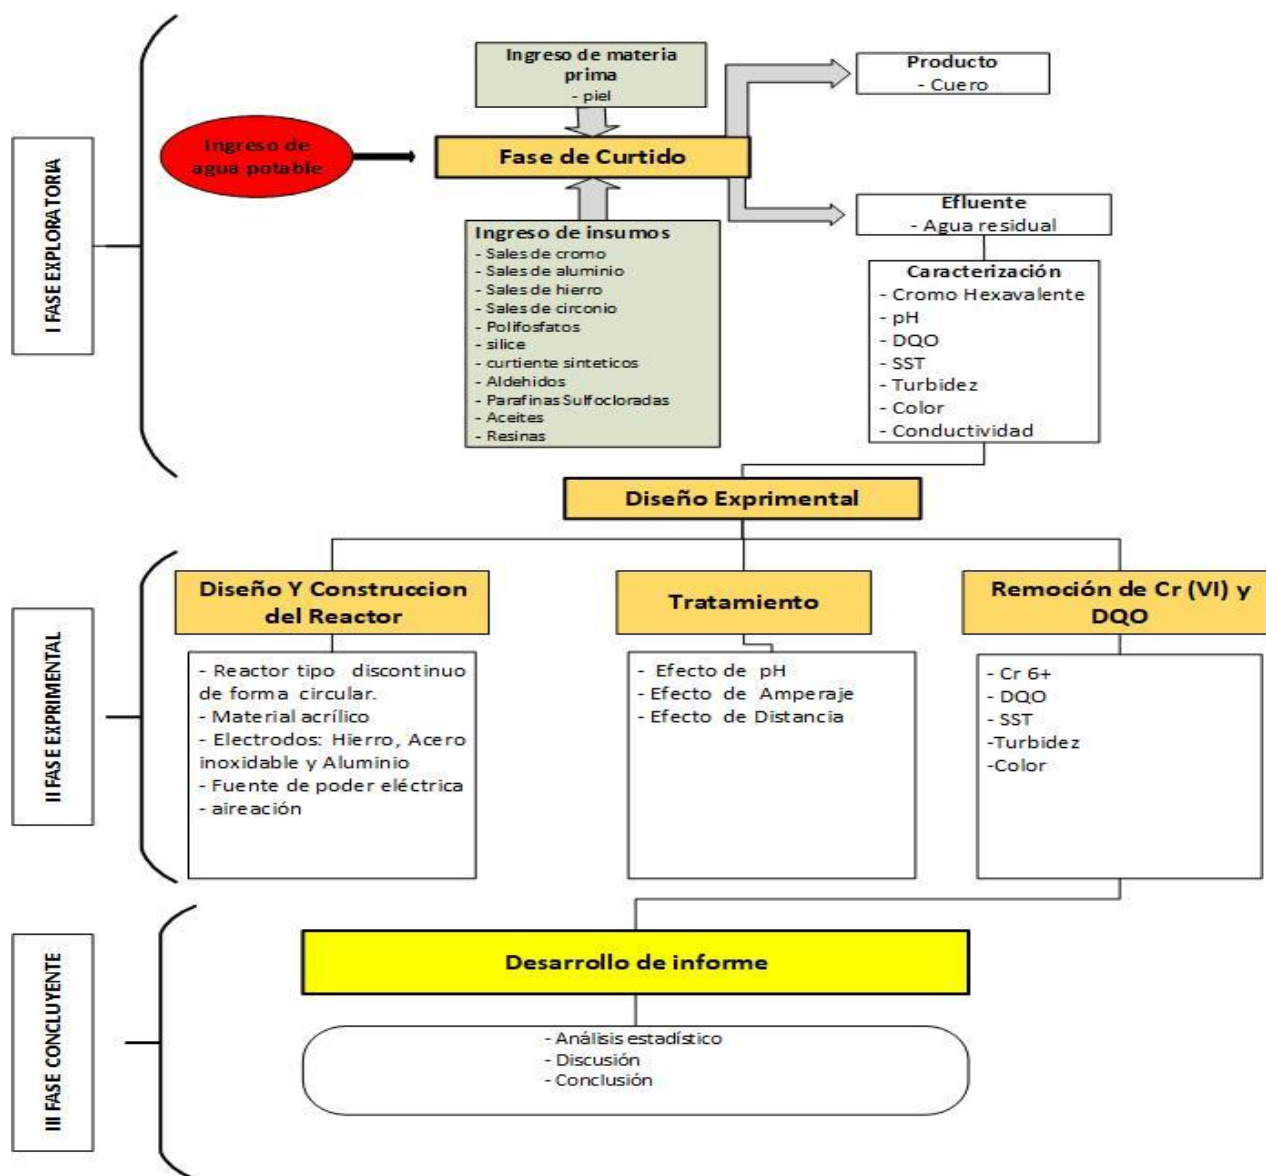 I FASE EXPLORATORIA
Ingreso de materia
prima
- piel
Producto
- Cuero
Ingreso de
agua potable
Fase de Curtido
Efluente
- Agua residual
Ingreso de insumos
- Sales de cromo
- Sales de aluminio
- Sales de hierro
- Sales de circonio
- Polifosfatos
- silice
- curtiente sinteticos
- Aldehidos
- Parafinas Sulfocloradas
- Aceites
- Resinas
Caracterización
- Cromo Hexavalente
- pH
- DQO
- SST
- Turbidez
- Color
- Conductividad
Diseño Exprimental
II FASE EXPRIMENTAL
Diseño Y Construccion
del Reactor
- Reactor tipo discontinuo
de forma circular.
- Material acrílico
- Electrodos: Hierro, Acero
inoxidable y Aluminio
- Fuente de poder eléctrica
- aireación
Tratamiento
- Efecto de pH
- Efecto de Amperaje
- Efecto de Distancia
Remoción de Cr (VI) y
DQO
- Cr 6+
- DQO
- SST
-Turbidez
-Color
III FASE CONCLUYENTE
Desarrollo de informe
- Análisis estadístico
- Discusión
- Conclusión